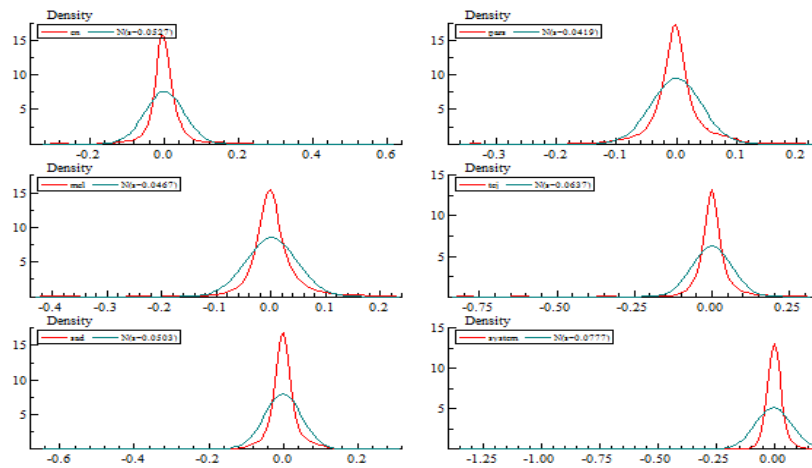 Density Density
en N(s=0.0527) gara N(s=0.0419)
15 15
10 10
5 5
-0.2 0.0 0.2 0.4 0.6 -0.3 -0.2 -0.1 0.0 0.1 0.2
Density Density
mel N(s=0.0467) tej N(s=0.0637)
15 15
10 10
5 5
-0.4 -0.3 -0.2 -0.1 0.0 0.1 0.2 -0.75 -0.50 -0.25 0.00 0.25
Density Density
sad N(s=0.0503) system N(s=0.0777)
15 15
10 10
5 5
-0.6 -0.4 -0.2 0.0 0.2 -1.25 -1.00 -0.75 -0.50 -0.25 0.00